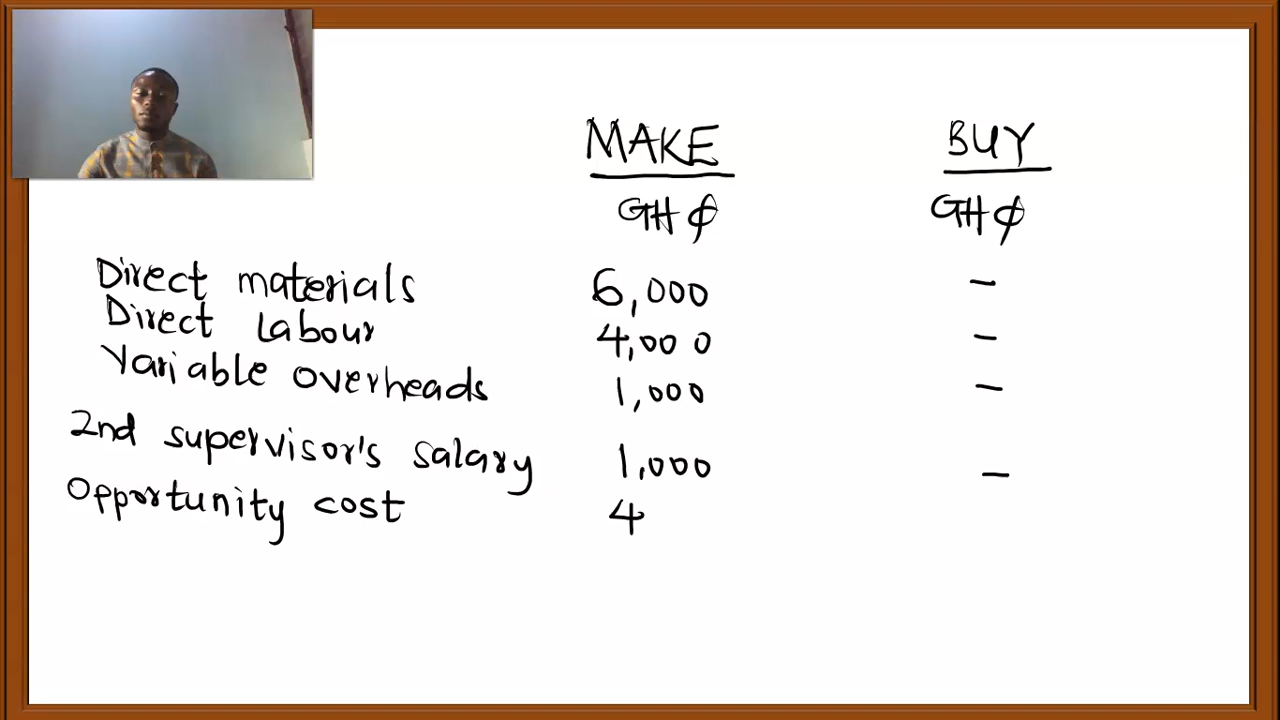 MAKE BUY
GH₵ GH₵
Direct materials 6,000 -
Direct Labour 4,000 -
Variable overheads 1,000 -
2nd supervisor's salary 1,000 -
Opportunity cost 4